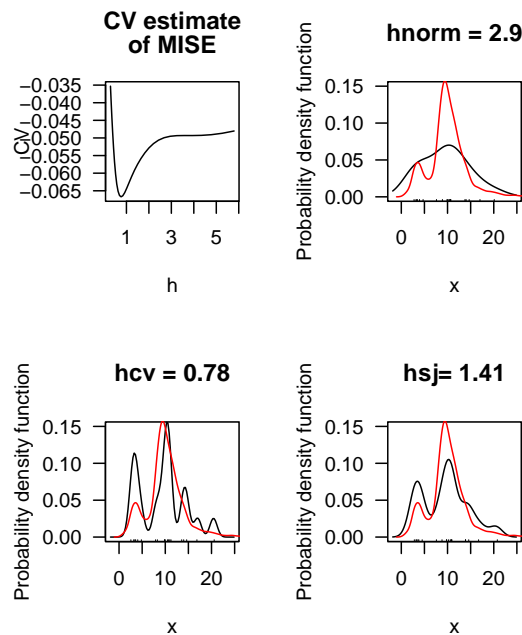 CV estimate
of MISE
CV
−0.035
−0.040
−0.045
−0.050
−0.055
−0.060
−0.065
1 3 5
h
hnorm = 2.9
Probability density function
0.15
0.10
0.05
0.00
0 10 20
x
hcv = 0.78
Probability density function
0.15
0.10
0.05
0.00
0 10 20
x
hsj= 1.41
Probability density function
0.15
0.10
0.05
0.00
0 10 20
x